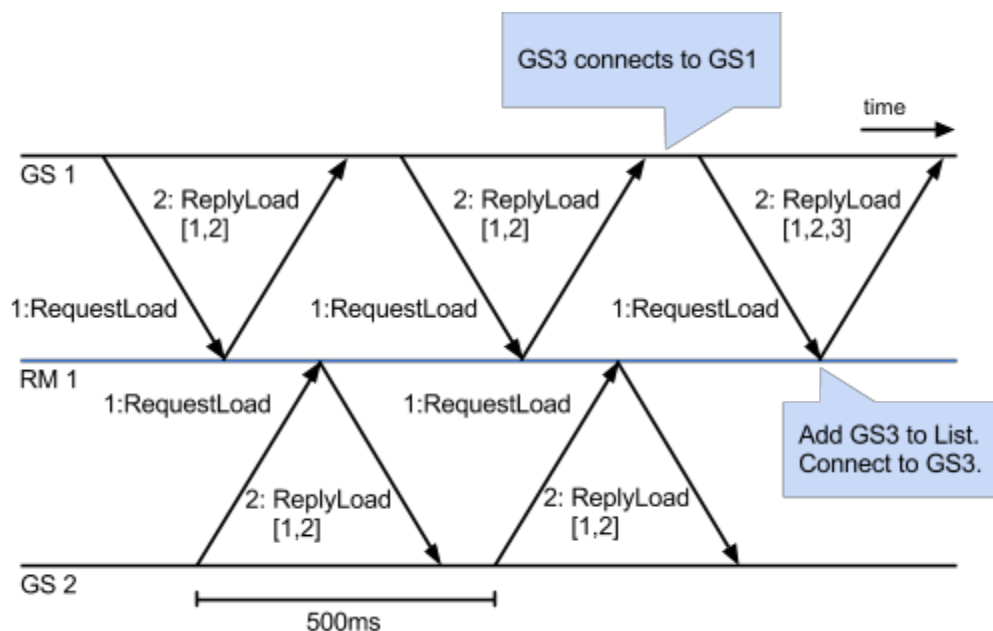 GS3 connects to GS1
time
GS 1
2: ReplyLoad
[1,2]
2: ReplyLoad
[1,2]
2: ReplyLoad
[1,2,3]
1:RequestLoad
1:RequestLoad
1:RequestLoad
RM 1
1:RequestLoad
1:RequestLoad
Add GS3 to List.
Connect to GS3.
2: ReplyLoad
[1,2]
2: ReplyLoad
[1,2]
GS 2
500ms